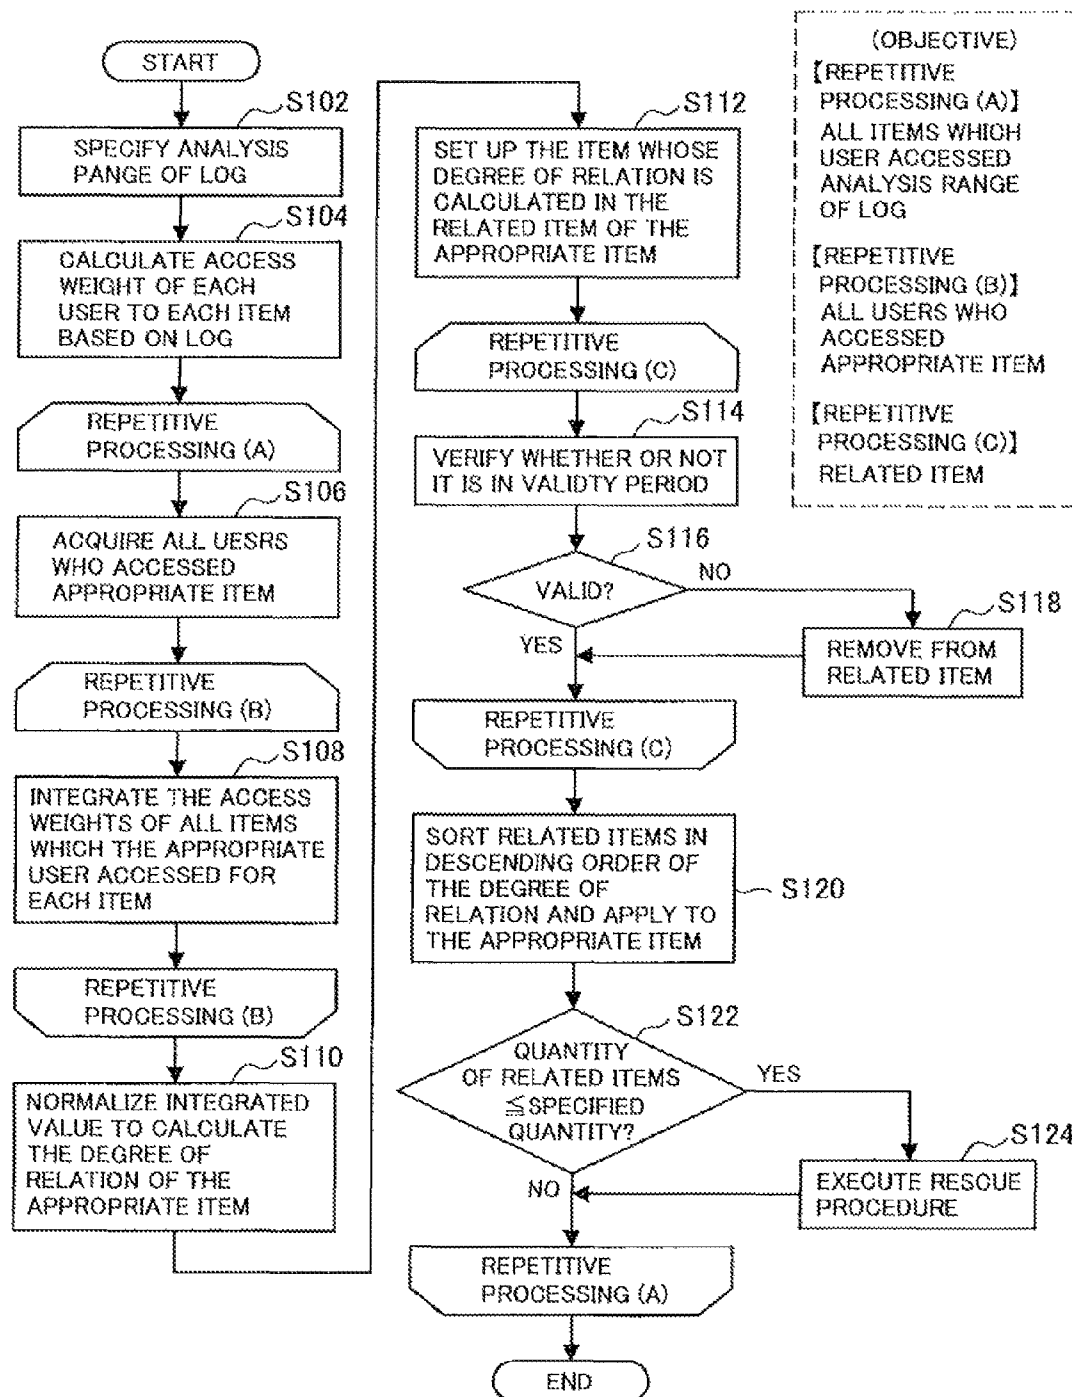 START
S102
SPECIFY ANALYSIS
PANGE OF LOG
S104
CALCULATE ACCESS
WEIGHT OF EACH
USER TO EACH ITEM
BASED ON LOG
REPETITIVE
PROCESSING (A)
S106
ACQUIRE ALL UESRS
WHO ACCESSED
APPROPRIATE ITEM
REPETITIVE
PROCESSING (B)
S108
INTEGRATE THE ACCESS
WEIGHTS OF ALL ITEMS
WHICH THE APPROPRIATE
USER ACCESSED FOR
EACH ITEM
REPETITIVE
PROCESSING (B)
S110
NORMALIZE INTEGRATED
VALUE TO CALCULATE
THE DEGREE OF
RELATION OF THE
APPROPRIATE ITEM
S112
SET UP THE ITEM WHOSE
DEGREE OF RELATION IS
CALCULATED IN THE
RELATED ITEM OF THE
APPROPRIATE ITEM
REPETITIVE
PROCESSING (C)
S114
VERIFY WHETHER OR NOT
IT IS IN VALIDTY PERIOD
S116
VALID?
NO
YES
S118
REMOVE FROM
RELATED ITEM
REPETITIVE
PROCESSING (C)
SORT RELATED ITEMS IN
DESCENDING ORDER OF
THE DEGREE OF
RELATION AND APPLY TO
THE APPROPRIATE ITEM
S120
S122
QUANTITY
OF RELATED ITEMS
≦SPECIFIED
QUANTITY?
YES
NO
S124
EXECUTE RESCUE
PROCEDURE
REPETITIVE
PROCESSING (A)
END
(OBJECTIVE)
【REPETITIVE
PROCESSING (A)】
ALL ITEMS WHICH
USER ACCESSED
ANALYSIS RANGE
OF LOG
【REPETITIVE
PROCESSING (B)】
ALL USERS WHO
ACCESSED
APPROPRIATE ITEM
【REPETITIVE
PROCESSING (C)】
RELATED ITEM